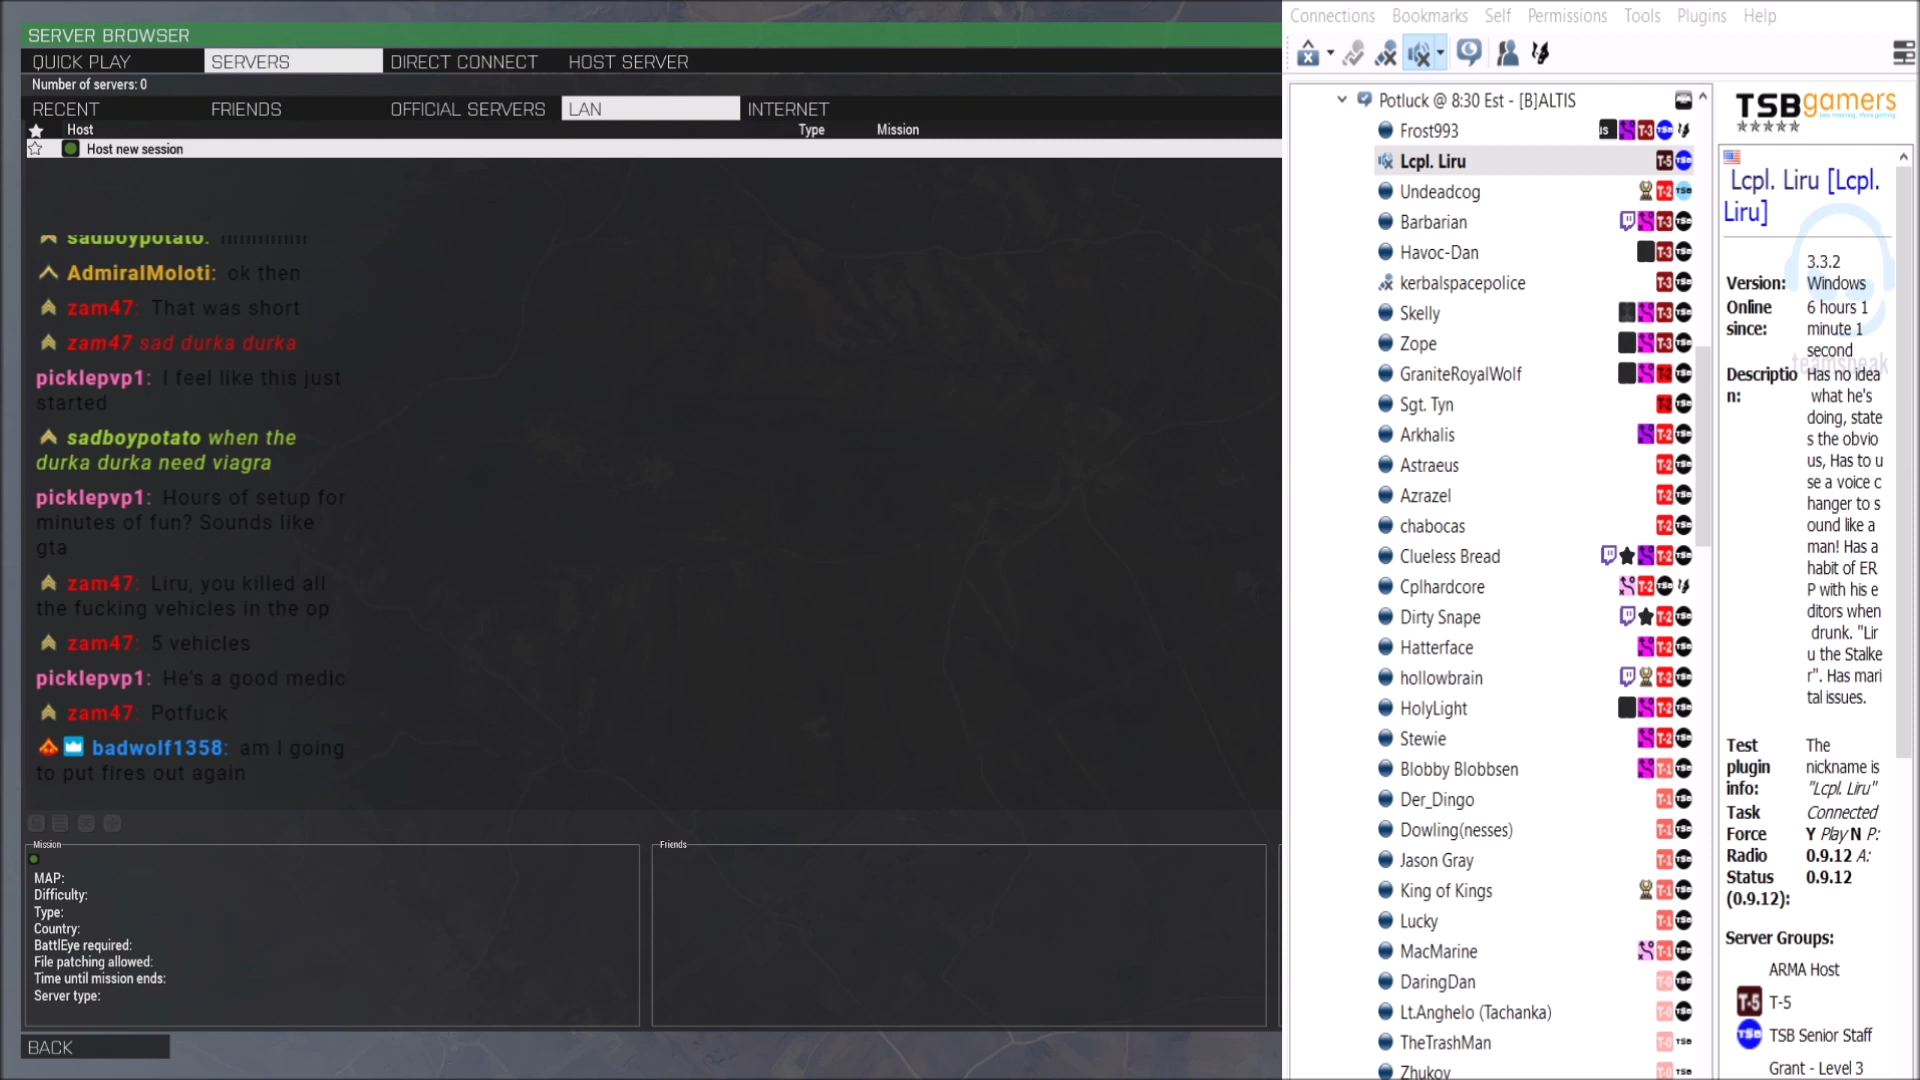 SERVER BROWSER
QUICK PLAY
SERVERS
DIRECT CONNECT
HOST SERVER
Number of servers: 0
RECENT
FRIENDS
OFFICIAL SERVERS
LAN
INTERNET
Host
Type
Mission
Host new session
sadboypotato:
AdmiralMoloti: ok then
zam47: That was short
zam47 sad durka durka
picklepvp1: I feel like this just
started
sadboypotato when the
durka durka need viagra
picklepvp1: Hours of setup for
minutes of fun? Sounds like
gta
zam47: Liru, you killed all
the fucking vehicles in the op
zam47: 5 vehicles
picklepvp1: He's a good medic
zam47: Potfuck
badwolf1358: am I going
to put fires out again
Mission
MAP:
Difficulty:
Type:
Country:
BattlEye required:
File patching allowed:
Time until mission ends:
Server type:
Friends
BACK
Connections
Bookmarks
Self
Permissions
Tools
Plugins
Help
Potluck @ 8:30 Est - [B]ALTIS
Frost993
Lcpl. Liru
Undeadcog
Barbarian
Havoc-Dan
kerbalspacepolice
Skelly
Zope
GraniteRoyalWolf
Sgt. Tyn
Arkhalis
Astraeus
Azrazel
chabocas
Clueless Bread
Cplhardcore
Dirty Snape
Hatterface
hollowbrain
HolyLight
Stewie
Blobby Blobbsen
Der_Dingo
Dowling(nesses)
Jason Gray
King of Kings
Lucky
MacMarine
DaringDan
Lt.Anghelo (Tachanka)
TheTrashMan
Zhukov
TSBgamers
Lcpl. Liru [Lcpl.
Liru]
Version:
3.3.2
Windows
Online
since:
6 hours 1
minute 1
second
teamspeak
Descriptio
n:
Has no idea
what he's
doing, state
s the obvio
us, Has to u
se a voice c
hanger to s
ound like a
man! Has a
habit of ER
P with his e
ditors when
drunk. "Lir
u the Stalke
r". Has mari
tal issues.
Test
plugin
info:
The
nickname is
"Lcpl. Liru"
Task
Force
Radio
Status
(0.9.12):
Connected
Y Play N P:
0.9.12 A:
0.9.12
Server Groups:
ARMA Host
T-5
T-5
TSB Senior Staff
Grant - Level 3